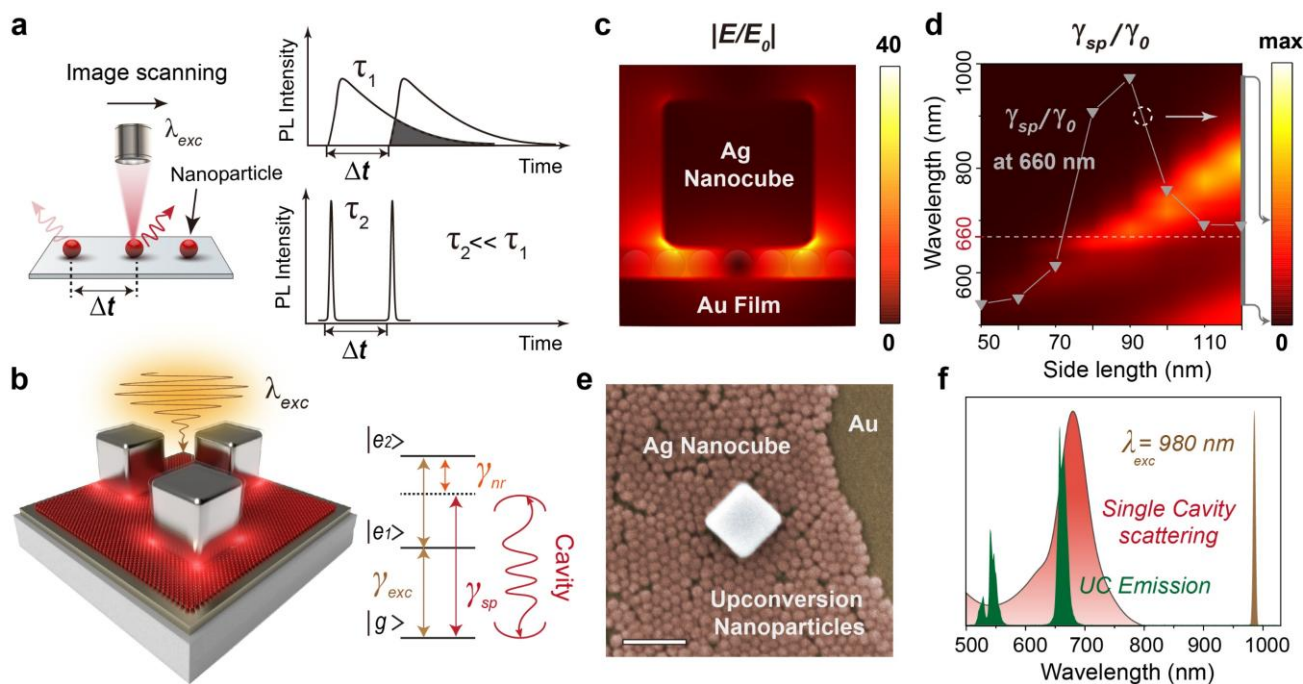 a
Image scanning
λexc
Nanoparticle
Δt
PL Intensity
τ1
Δt
Time
PL Intensity
τ2
τ2<< τ1
Δt
Time
b
λexc
|e2>
γnr
|e1>
γexc
γsp
|g>
Cavity
c
|E/E0|
40
Ag
Nanocube
Au Film
0
d
γsp/γ0
max
1000
γsp/γ0
at 660 nm
800
660
600
Wavelength (nm)
50 70 90 110
0
Side length (nm)
e
Ag Nanocube
Au
Upconversion
Nanoparticles
f
λexc= 980 nm
Single Cavity
scattering
UC Emission
500 600 700 800 900 1000
Wavelength (nm)